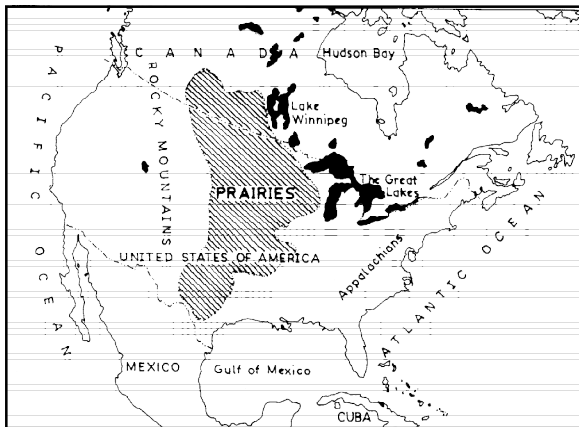 CANADA
Hudson Bay
PACIFIC OCEAN
ROCKY MOUNTAINS
Lake
Winnipeg
The Great
Lakes
PRAIRIES
UNITED STATES OF AMERICA
Appalachians
ATLANTIC OCEAN
MEXICO
Gulf of Mexico
CUBA